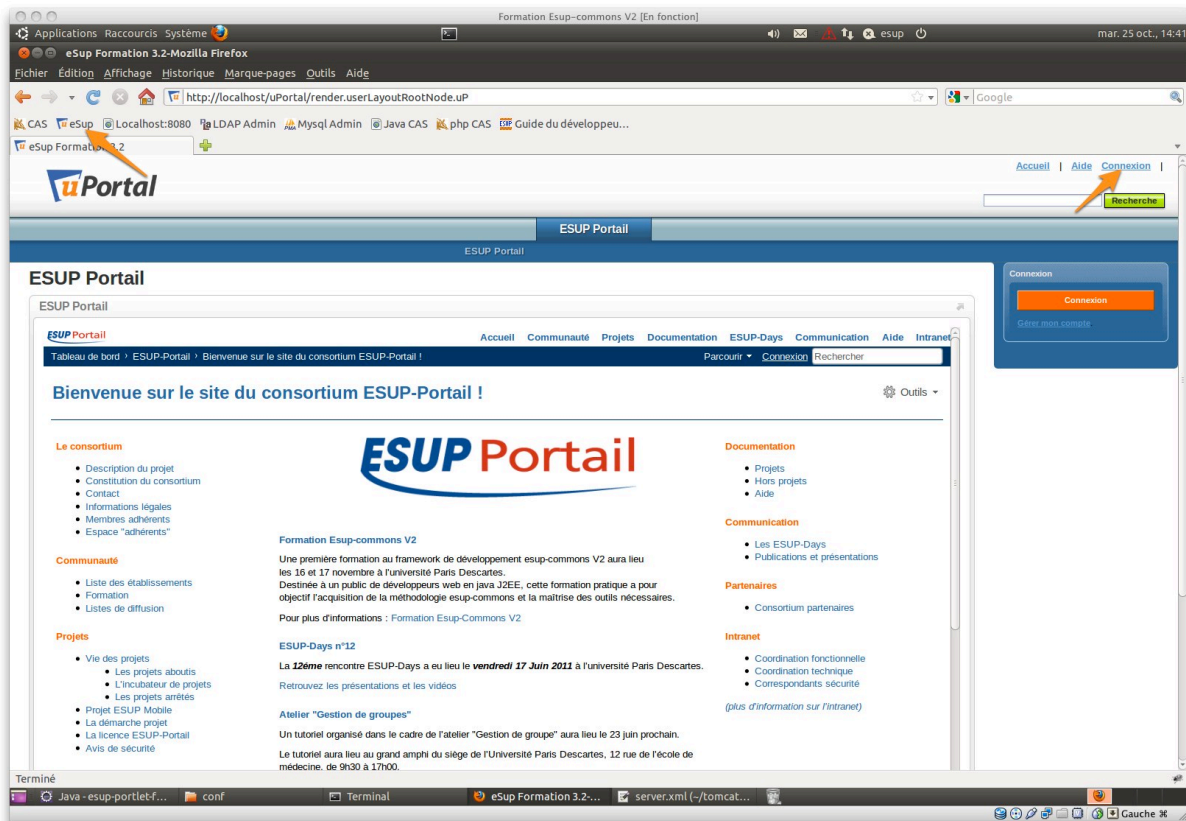 Formation Esup-commons V2 [En fonction]
Applications Raccourcis Système
esup
mar. 25 oct., 14:41
eSup Formation 3.2-Mozilla Firefox
Fichier Édition Affichage Historique Marque-pages Outils Aide
http://localhost/uPortal/render.userLayoutRootNode.uP
Google
CAS eSup Localhost:8080 LDAP Admin Mysql Admin Java CAS php CAS Guide du développeu...
eSup Formation 3.2
uPortal
Accueil | Aide Connexion |
Recherche
ESUP Portail
ESUP Portail
ESUP Portail
Connexion
Connexion
Gérer mon compte
ESUP Portail
ESUP Portail
Accueil Communauté Projets Documentation ESUP-Days Communication Aide Intranet
Tableau de bord › ESUP-Portail › Bienvenue sur le site du consortium ESUP-Portail !
Parcourir Connexion Rechercher
Bienvenue sur le site du consortium ESUP-Portail !
Outils
Le consortium
Description du projet
Constitution du consortium
Contact
Informations légales
Membres adhérents
Espace "adhérents"
Communauté
Liste des établissements
Formation
Listes de diffusion
Projets
Vie des projets
Les projets aboutis
L'incubateur de projets
Les projets arrêtés
Projet ESUP Mobile
La démarche projet
La licence ESUP-Portail
Avis de sécurité
ESUP Portail
Formation Esup-commons V2
Une première formation au framework de développement esup-commons V2 aura lieu
les 16 et 17 novembre à l'université Paris Descartes.
Destinée à un public de développeurs web en java J2EE, cette formation pratique a pour
objectif l'acquisition de la méthodologie esup-commons et la maîtrise des outils nécessaires.
Pour plus d'informations : Formation Esup-Commons V2
ESUP-Days n°12
La 12éme rencontre ESUP-Days a eu lieu le vendredi 17 Juin 2011 à l'université Paris Descartes.
Retrouvez les présentations et les vidéos
Atelier "Gestion de groupes"
Un tutoriel organisé dans le cadre de l'atelier "Gestion de groupe" aura lieu le 23 juin prochain.
Le tutoriel aura lieu au grand amphi du siège de l'Université Paris Descartes, 12 rue de l'école de
médecine, de 9h30 à 17h00.
Documentation
Projets
Hors projets
Aide
Communication
Les ESUP-Days
Publications et présentations
Partenaires
Consortium partenaires
Intranet
Coordination fonctionnelle
Coordination technique
Correspondants sécurité
(plus d'information sur l'intranet)
Terminé
Java - esup-portlet-f... conf Terminal eSup Formation 3.2-... server.xml (~/tomcat...
Gauche ⌘